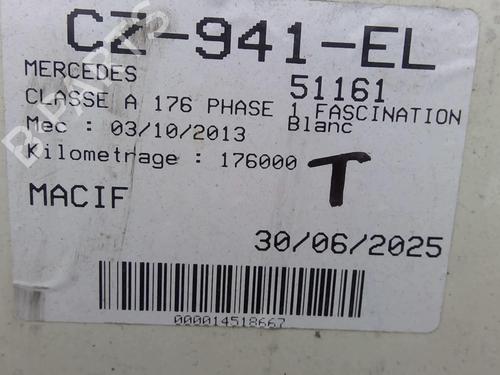 CZ-941-EL
MERCEDES 51161
CLASSE A 176 PHASE 1 FASCINATION
Mec : 03/10/2013 Blanc
Kilometrage : 176000 T
MACIF
30/06/2025
000014518667